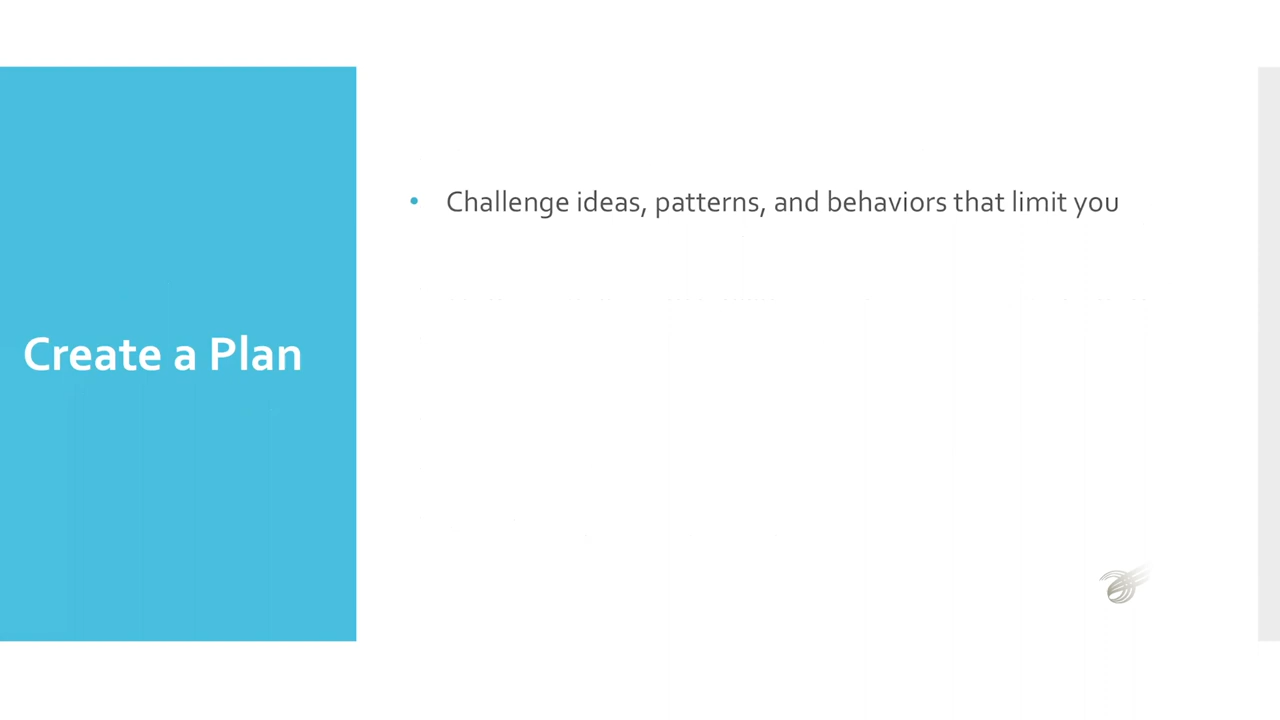 Create a Plan
• Challenge ideas, patterns, and behaviors that limit you